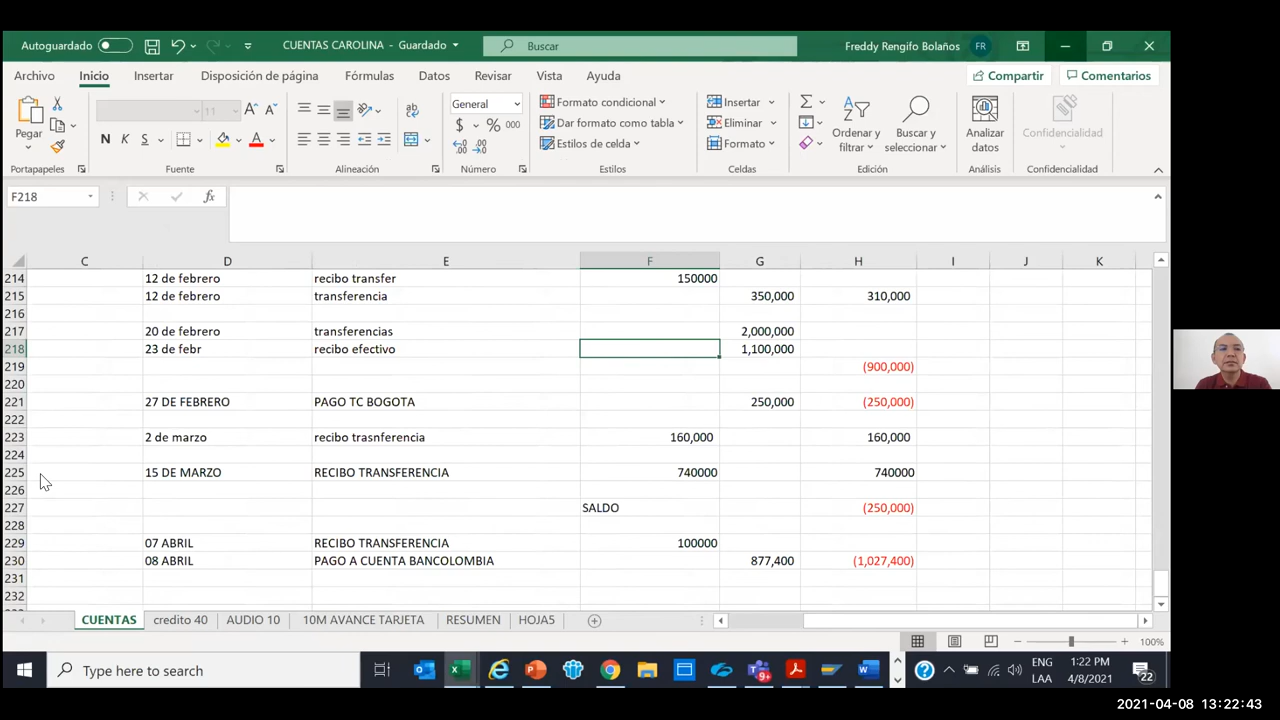 Autoguardado
CUENTAS CAROLINA - Guardado
Buscar
Freddy Rengifo Bolaños
FR
Archivo Inicio Insertar Disposición de página Fórmulas Datos Revisar Vista Ayuda
Compartir
Comentarios
Pegar
11
N K S
General
$ % 000
Formato condicional
Dar formato como tabla
Estilos de celda
Insertar
Eliminar
Formato
Ordenar y filtrar
Buscar y seleccionar
Analizar datos
Confidencialidad
Portapapeles Fuente Alineación Número Estilos Celdas Edición Análisis Confidencialidad
F218
fx
C D E F G H I J K
214 12 de febrero recibo transfer 150000
215 12 de febrero transferencia 350,000 310,000
216
217 20 de febrero transferencias 2,000,000
218 23 de febr recibo efectivo 1,100,000
219 (900,000)
220
221 27 DE FEBRERO PAGO TC BOGOTA 250,000 (250,000)
222
223 2 de marzo recibo trasnferencia 160,000 160,000
224
225 15 DE MARZO RECIBO TRANSFERENCIA 740000 740000
226
227 SALDO (250,000)
228
229 07 ABRIL RECIBO TRANSFERENCIA 100000
230 08 ABRIL PAGO A CUENTA BANCOLOMBIA 877,400 (1,027,400)
231
232
CUENTAS credito 40 AUDIO 10 10M AVANCE TARJETA RESUMEN HOJA5
100%
Type here to search
9+
ENG
LAA
1:22 PM
4/8/2021
22
2021-04-08 13:22:43